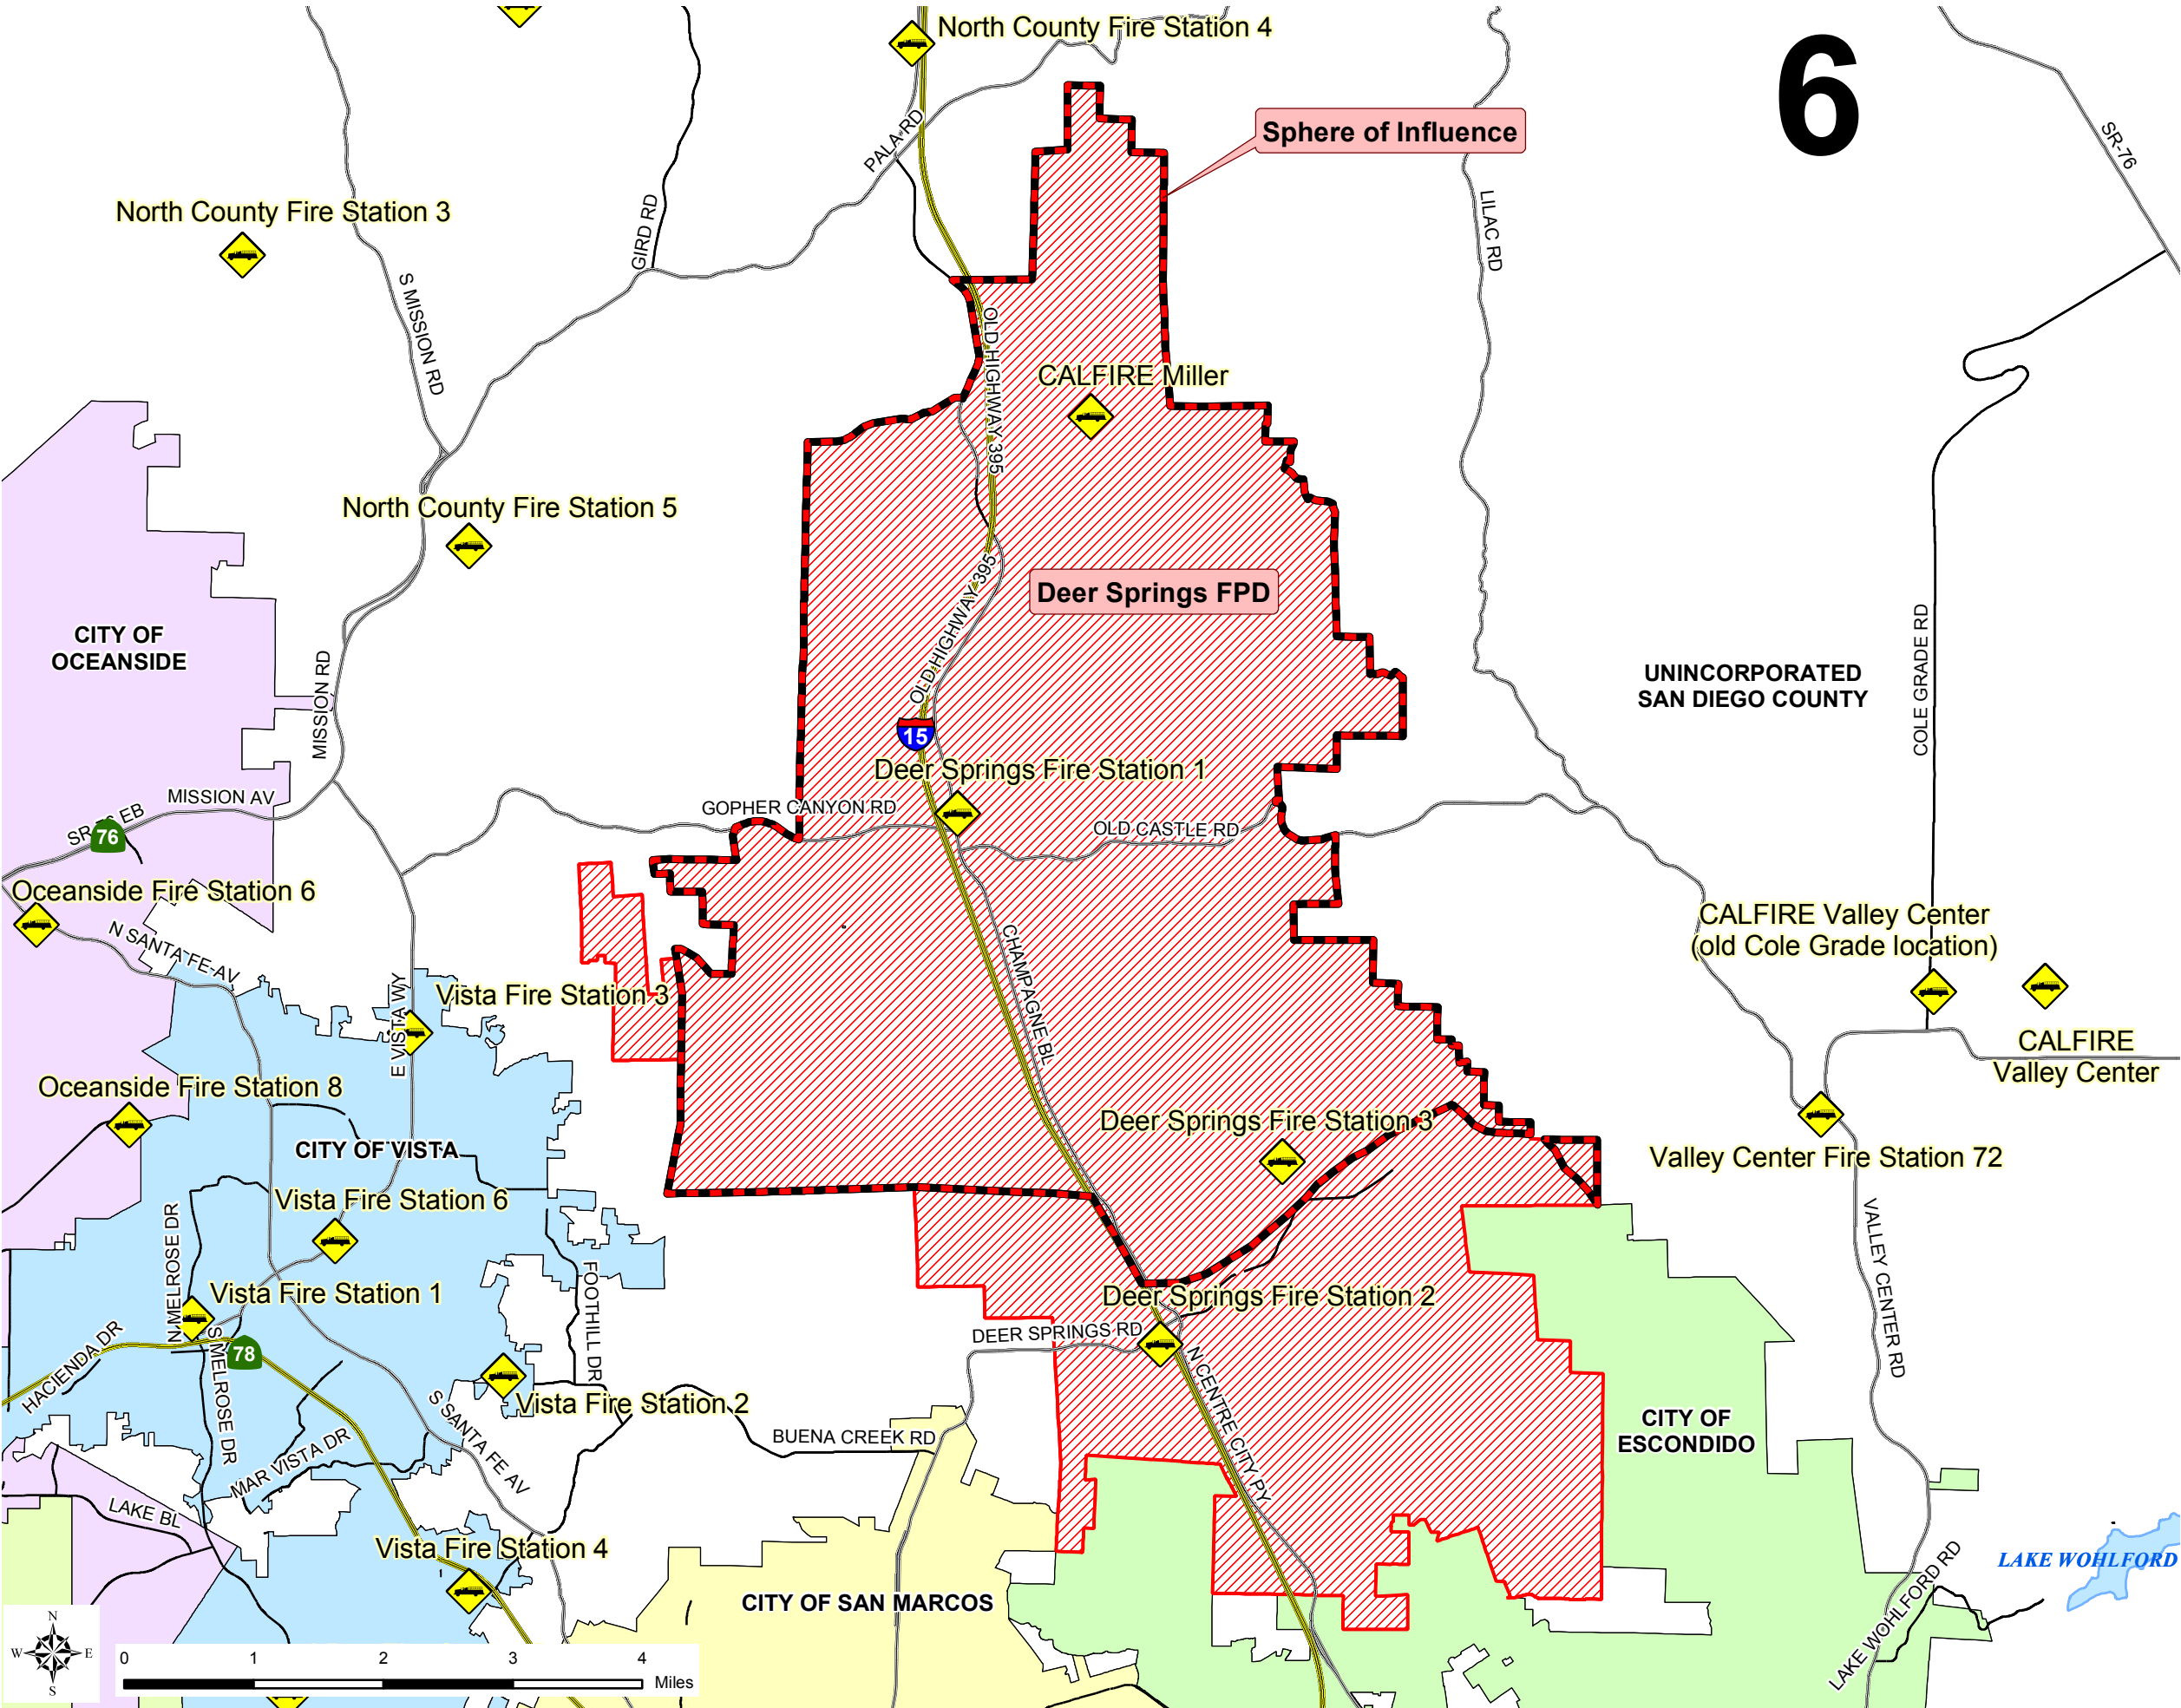 North County Fire Station 4
6
Sphere of Influence
PALA RD
SR-76
North County Fire Station 3
GIRD RD
LILAC RD
S MISSION RD
OLD HIGHWAY 395
CALFIRE Miller
North County Fire Station 5
OLD HIGHWAY 395
Deer Springs FPD
CITY OF
OCEANSIDE
MISSION RD
UNINCORPORATED
SAN DIEGO COUNTY
COLE GRADE RD
15
Deer Springs Fire Station 1
MISSION AV
GOPHER CANYON RD
SR-76 EB
76
OLD CASTLE RD
Oceanside Fire Station 6
N SANTA FE AV
CHAMPAGNE BL
CALFIRE Valley Center
(old Cole Grade location)
E VISTA WY
Vista Fire Station 3
CALFIRE
Valley Center
Oceanside Fire Station 8
Deer Springs Fire Station 3
CITY OF VISTA
Valley Center Fire Station 72
Vista Fire Station 6
N MELROSE DR
VALLEY CENTER RD
FOOTHILL DR
Vista Fire Station 1
Deer Springs Fire Station 2
HACIENDA DR
S MELROSE DR
78
DEER SPRINGS RD
N CENTRE CITY PY
Vista Fire Station 2
S SANTA FE AV
BUENA CREEK RD
CITY OF
ESCONDIDO
MAR VISTA DR
LAKE BL
Vista Fire Station 4
LAKE WOHLFORD
LAKE WOHLFORD RD
CITY OF SAN MARCOS
N
W
E
S
0 1 2 3 4
Miles